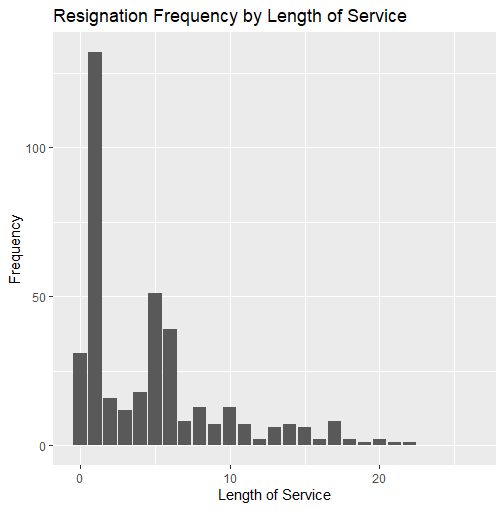 Resignation Frequency by Length of Service
100
50
0
Frequency
0 10 20
Length of Service